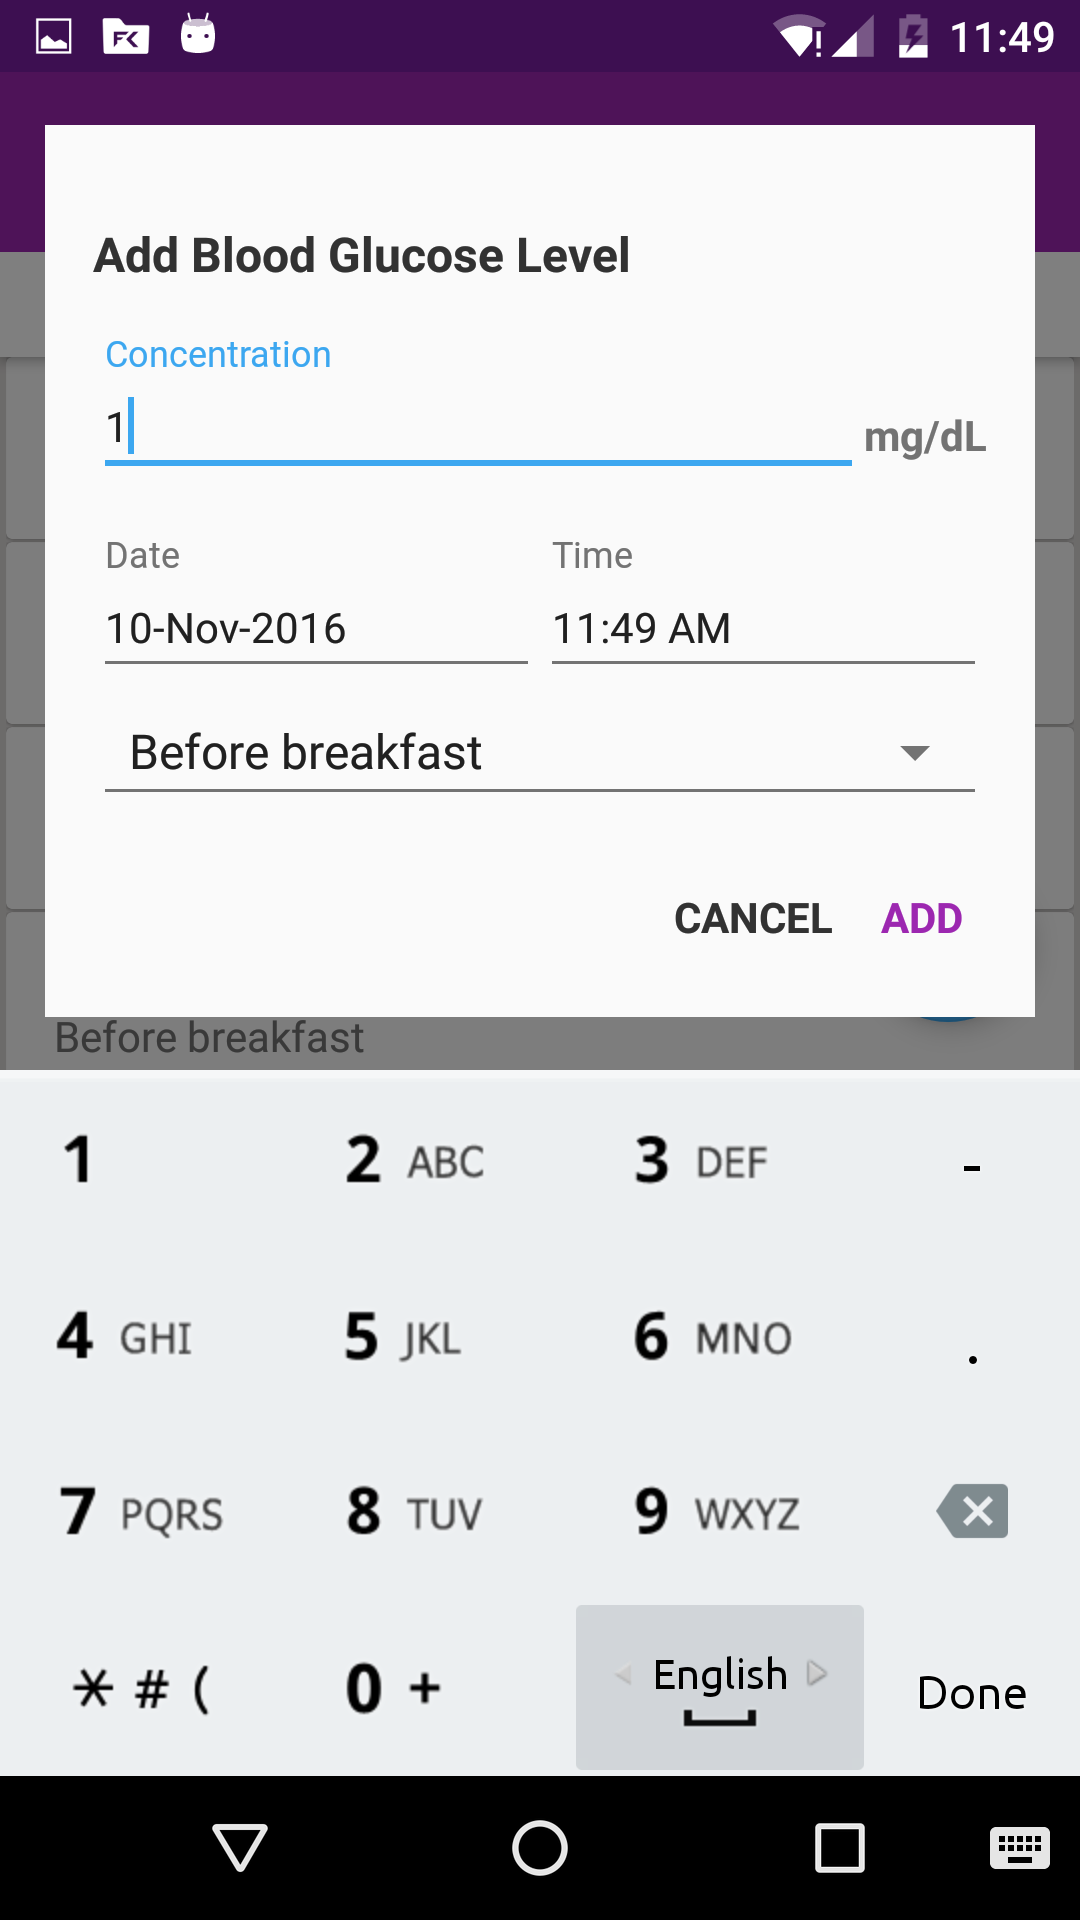 11:49
Add Blood Glucose Level
Concentration
1
mg/dL
Date
Time
10-Nov-2016
11:49 AM
Before breakfast
CANCEL ADD
Before breakfast
1 2 ABC 3 DEF -
4 GHI 5 JKL 6 MNO .
7 PQRS 8 TUV 9 WXYZ
* # ( 0 + English Done